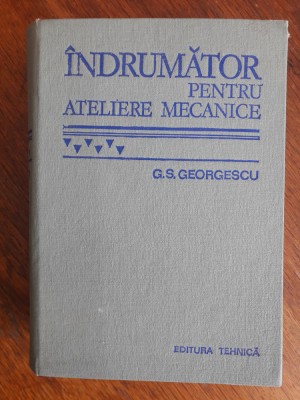 ÎNDRUMĂTOR
PENTRU
ATELIERE MECANICE
G.S. GEORGESCU
EDITURA TEHNICĂ